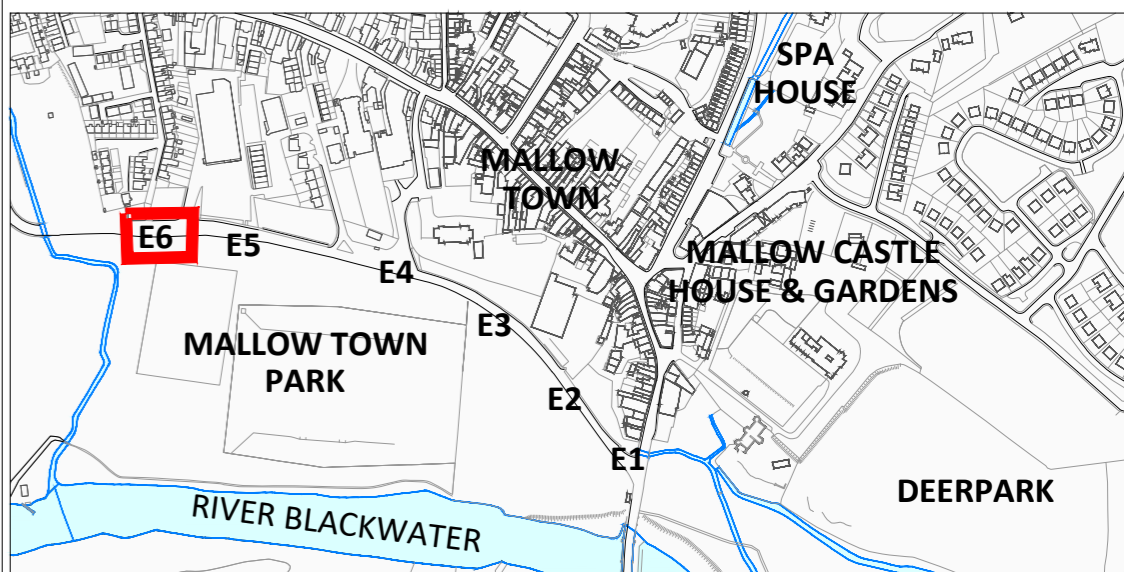 SPA
HOUSE
MALLOW
TOWN
E6
E5
E4
MALLOW CASTLE
HOUSE & GARDENS
E3
MALLOW TOWN
PARK
E2
E1
DEERPARK
RIVER BLACKWATER